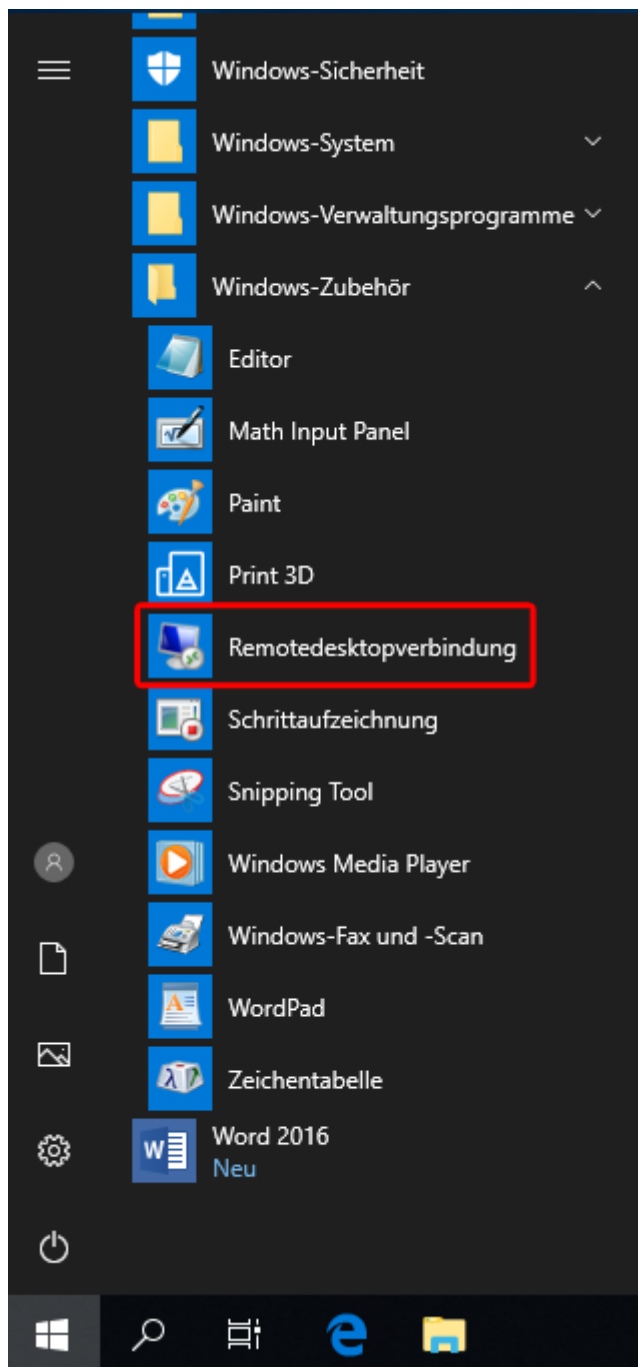 Windows-Sicherheit
Windows-System
Windows-Verwaltungsprogramme
Windows-Zubehör
Editor
Math Input Panel
Paint
Print 3D
Remotedesktopverbindung
Schrittaufzeichnung
Snipping Tool
Windows Media Player
Windows-Fax und -Scan
WordPad
Zeichentabelle
Word 2016
Neu